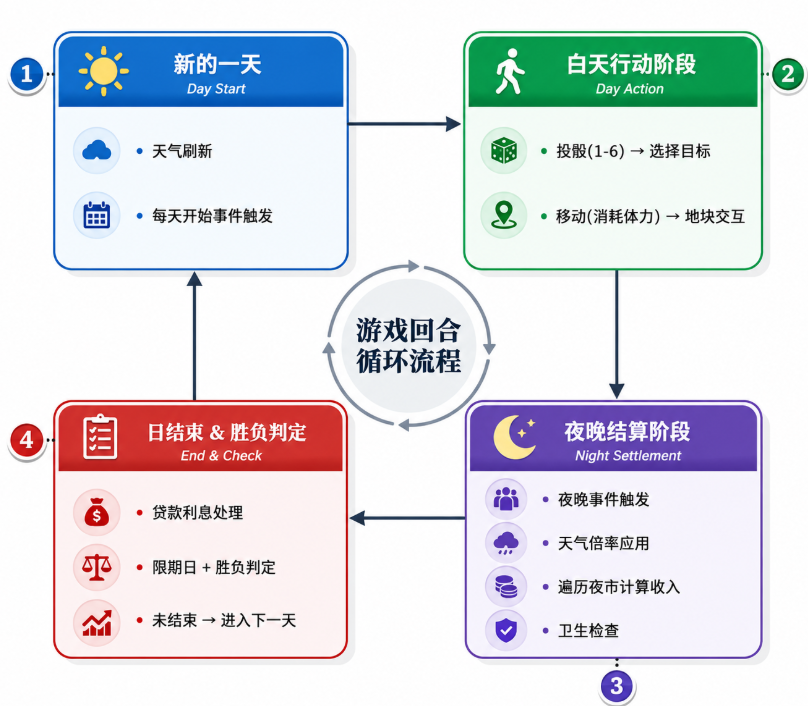 1
新的一天
Day Start
天气刷新
每天开始事件触发
2
白天行动阶段
Day Action
投骰(1-6) → 选择目标
移动(消耗体力) → 地块交互
游戏回合
循环流程
4
日结束 & 胜负判定
End & Check
$
贷款利息处理
限期日 + 胜负判定
未结束 → 进入下一天
夜晚结算阶段
Night Settlement
夜晚事件触发
天气倍率应用
遍历夜市计算收入
卫生检查
3